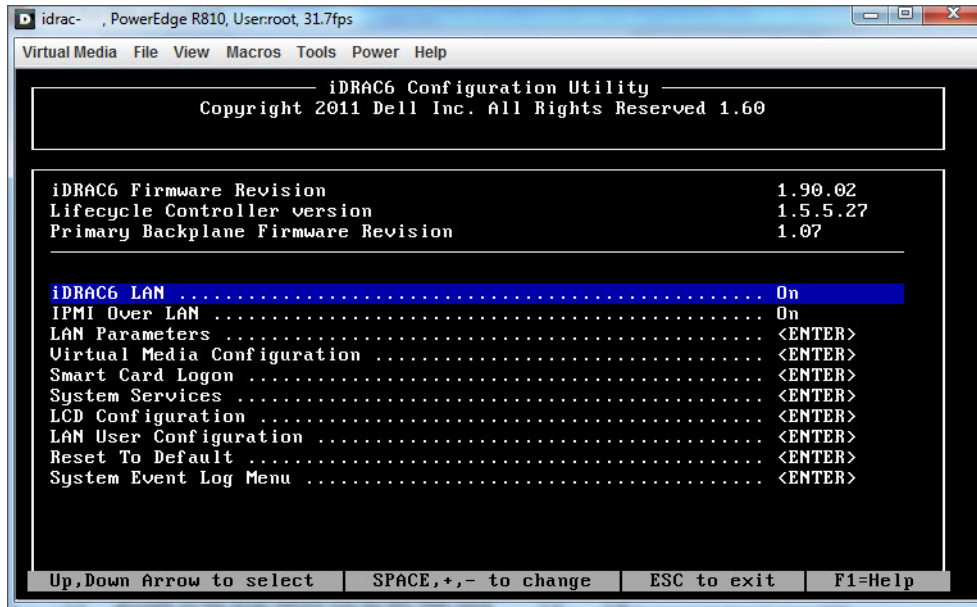 idrac- , PowerEdge R810, User:root, 31.7fps
Virtual Media File View Macros Tools Power Help
iDRAC6 Configuration Utility
Copyright 2011 Dell Inc. All Rights Reserved 1.60
iDRAC6 Firmware Revision 1.90.02
Lifecycle Controller version 1.5.5.27
Primary Backplane Firmware Revision 1.07
iDRAC6 LAN ................................................... On
IPMI Over LAN ................................................ On
LAN Parameters ............................................... <ENTER>
Virtual Media Configuration .................................. <ENTER>
Smart Card Logon ............................................. <ENTER>
System Services .............................................. <ENTER>
LCD Configuration ............................................ <ENTER>
LAN User Configuration ....................................... <ENTER>
Reset To Default ............................................. <ENTER>
System Event Log Menu ........................................ <ENTER>
Up,Down Arrow to select SPACE,+,- to change ESC to exit F1=Help